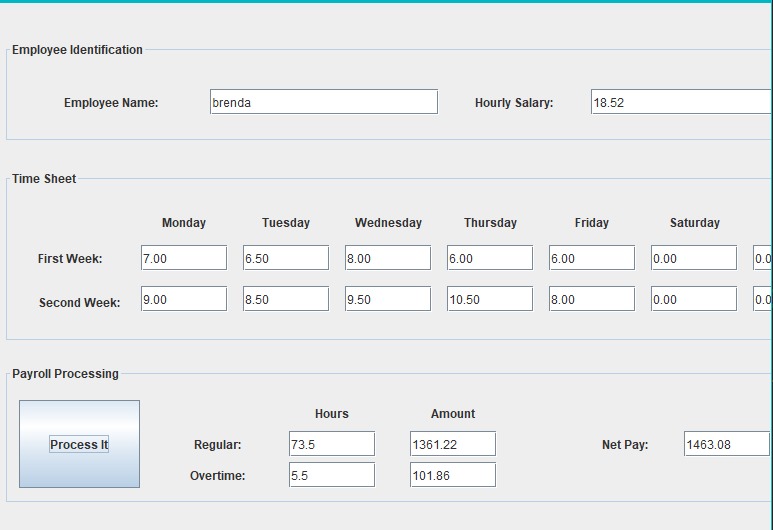 Employee Identification
Employee Name: brenda Hourly Salary: 18.52
Time Sheet
Monday Tuesday Wednesday Thursday Friday Saturday
First Week: 7.00 6.50 8.00 6.00 6.00 0.00 0.0
Second Week: 9.00 8.50 9.50 10.50 8.00 0.00 0.0
Payroll Processing
Hours Amount
Process It Regular: 73.5 1361.22 Net Pay: 1463.08
Overtime: 5.5 101.86